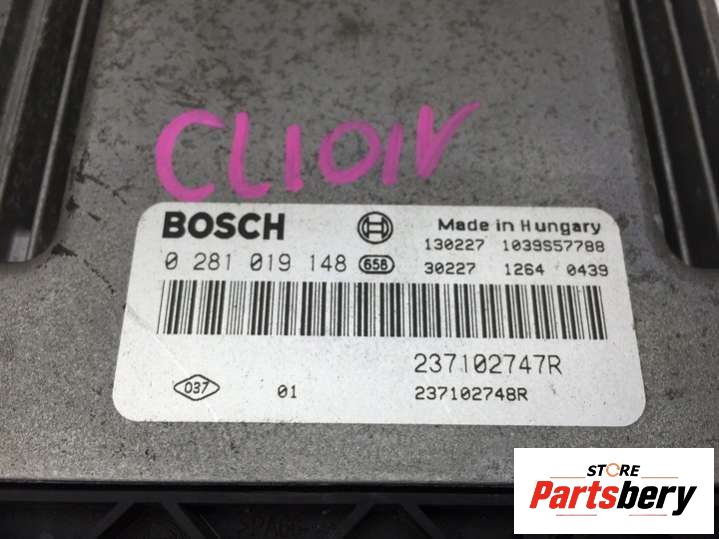 CLIOIV
BOSCH
Made in Hungary
130227 1039S57788
0 281 019 148 658
30227 1264 0439
237102747R
037 01 237102748R
STORE
Partsbery